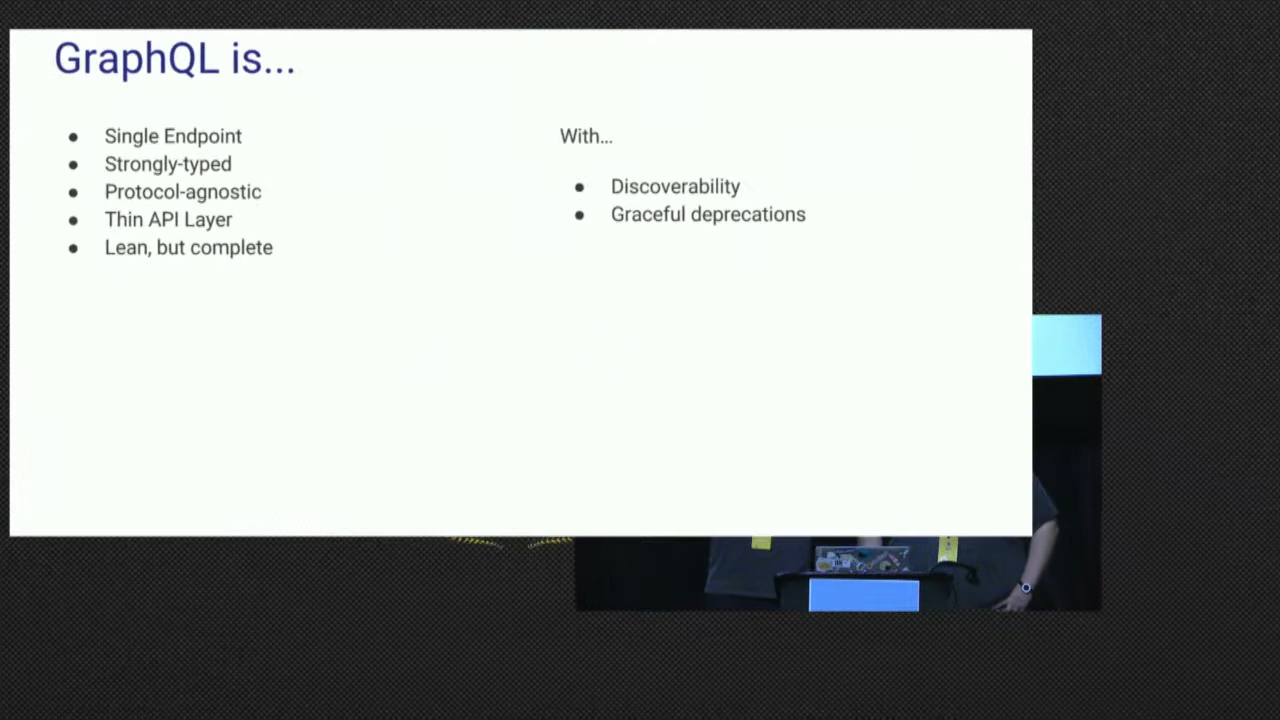 GraphQL is...
Single Endpoint
Strongly-typed
Protocol-agnostic
Thin API Layer
Lean, but complete
With…
Discoverability
Graceful deprecations